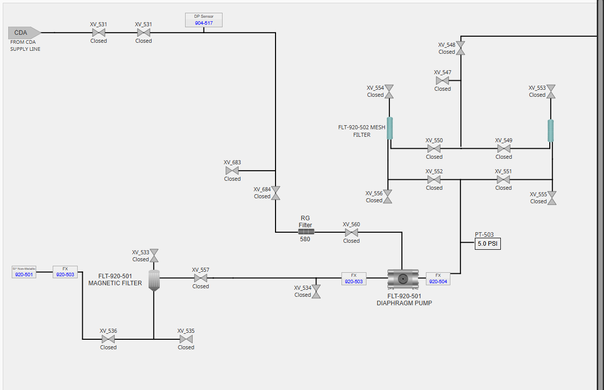 XV_531
XV_531
DP Sensor
904-517
CDA
FROM CDA
SUPPLY LINE
Closed
Closed
XV_548
Closed
XV_547
Closed
XV_554
Closed
XV_553
Closed
FLT-920-502 MESH
FILTER
XV_550
Closed
XV_549
Closed
XV_683
Closed
XV_684
Closed
XV_552
Closed
XV_551
Closed
XV_556
Closed
XV_555
Closed
RG
Filter
580
XV_560
Closed
PT-503
5.0 PSI
XV_533
Closed
920-501
FX
920-503
FLT-920-501
MAGNETIC FILTER
XV_557
Closed
XV_534
Closed
FX
920-503
FX
920-504
FLT-920-501
DIAPHRAGM PUMP
XV_536
Closed
XV_535
Closed